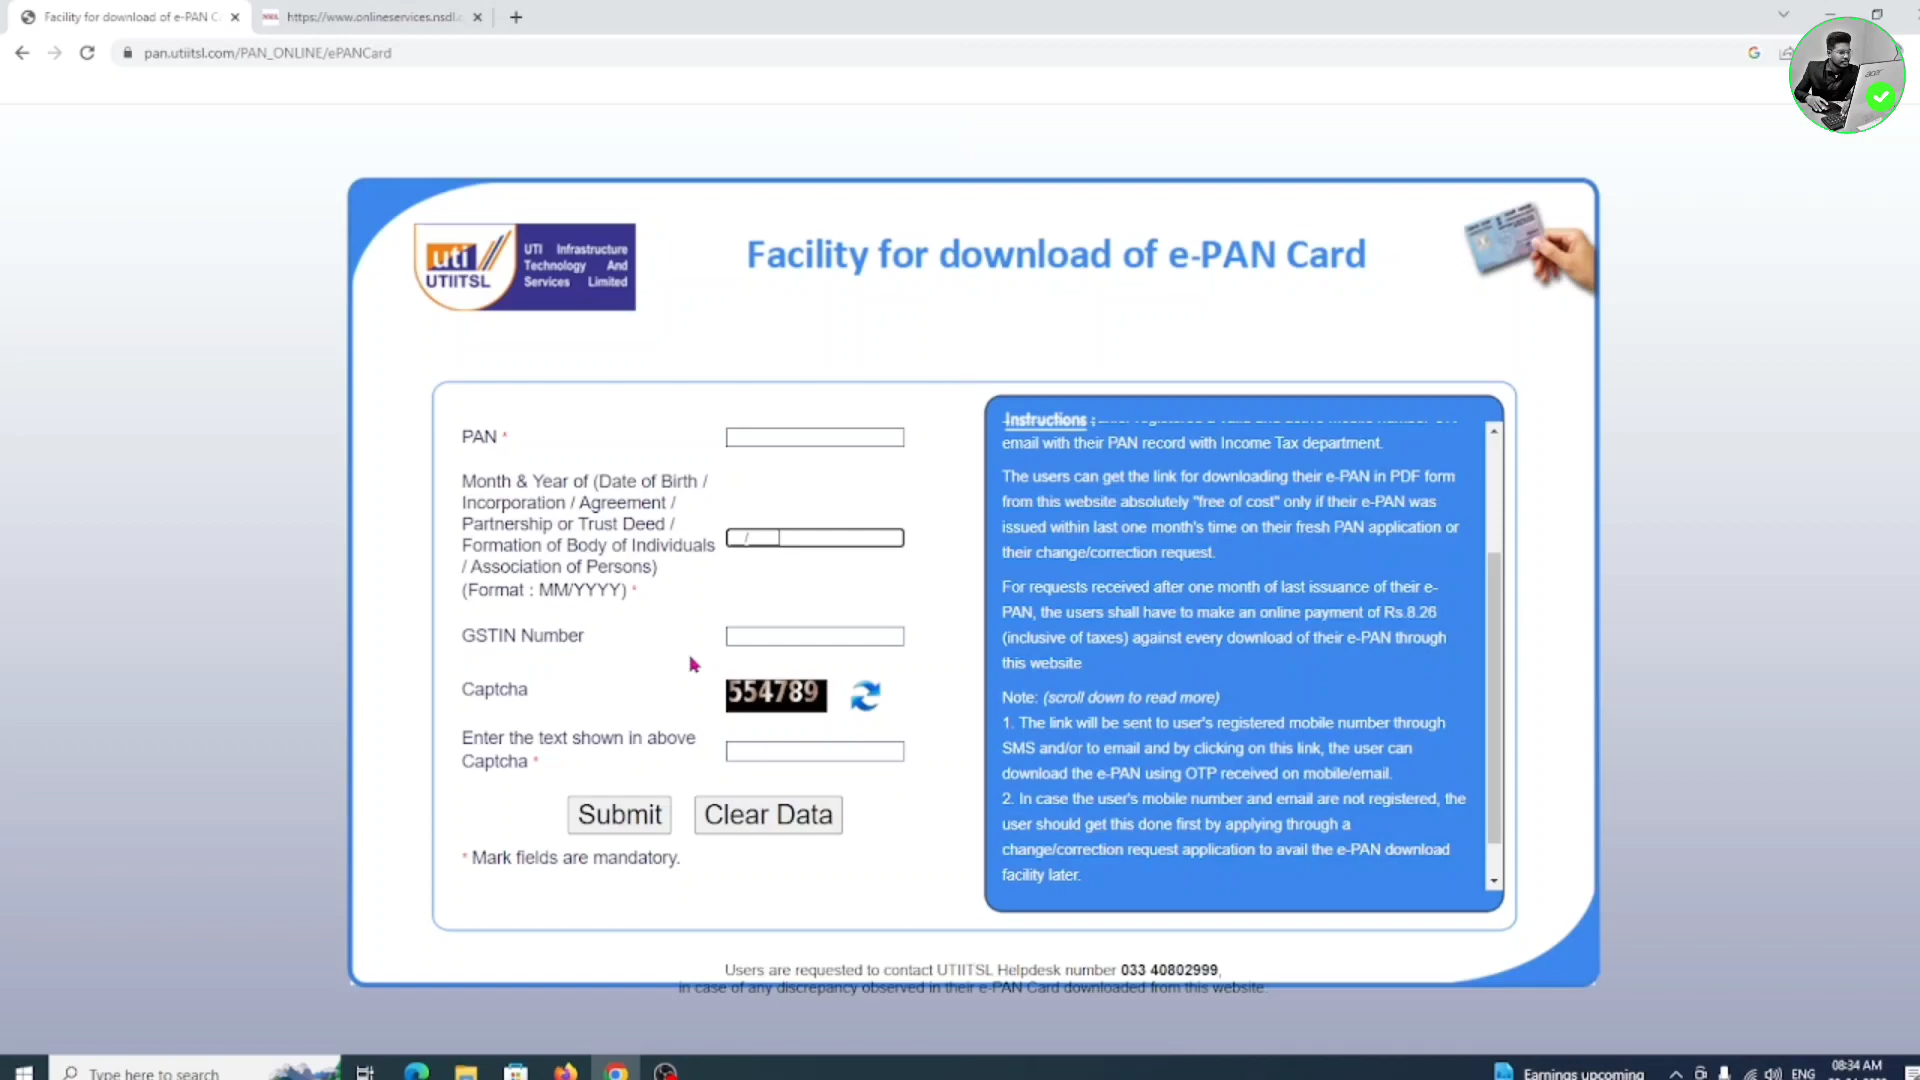 Facility for download of e-PAN C
https://www.onlineservices.nsdl.c
pan.utiitsl.com/PAN_ONLINE/ePANCard
acer
uti
UTIITSL
UTI Infrastructure
Technology And
Services Limited
Facility for download of e-PAN Card
PAN *
Month & Year of (Date of Birth /
Incorporation / Agreement /
Partnership or Trust Deed /
Formation of Body of Individuals
/ Association of Persons)
(Format : MM/YYYY) *
__/____
GSTIN Number
Captcha
554789
Enter the text shown in above
Captcha *
Submit
Clear Data
* Mark fields are mandatory.
Instructions :
email with their PAN record with Income Tax department.
The users can get the link for downloading their e-PAN in PDF form
from this website absolutely "free of cost" only if their e-PAN was
issued within last one month's time on their fresh PAN application or
their change/correction request.
For requests received after one month of last issuance of their e-
PAN, the users shall have to make an online payment of Rs.8.26
(inclusive of taxes) against every download of their e-PAN through
this website
Note: (scroll down to read more)
1. The link will be sent to user's registered mobile number through
SMS and/or to email and by clicking on this link, the user can
download the e-PAN using OTP received on mobile/email.
2. In case the user's mobile number and email are not registered, the
user should get this done first by applying through a
change/correction request application to avail the e-PAN download
facility later.
Users are requested to contact UTIITSL Helpdesk number 033 40802999,
in case of any discrepancy observed in their e-PAN Card downloaded from this website.
Type here to search
Earnings upcoming
ENG
08:34 AM